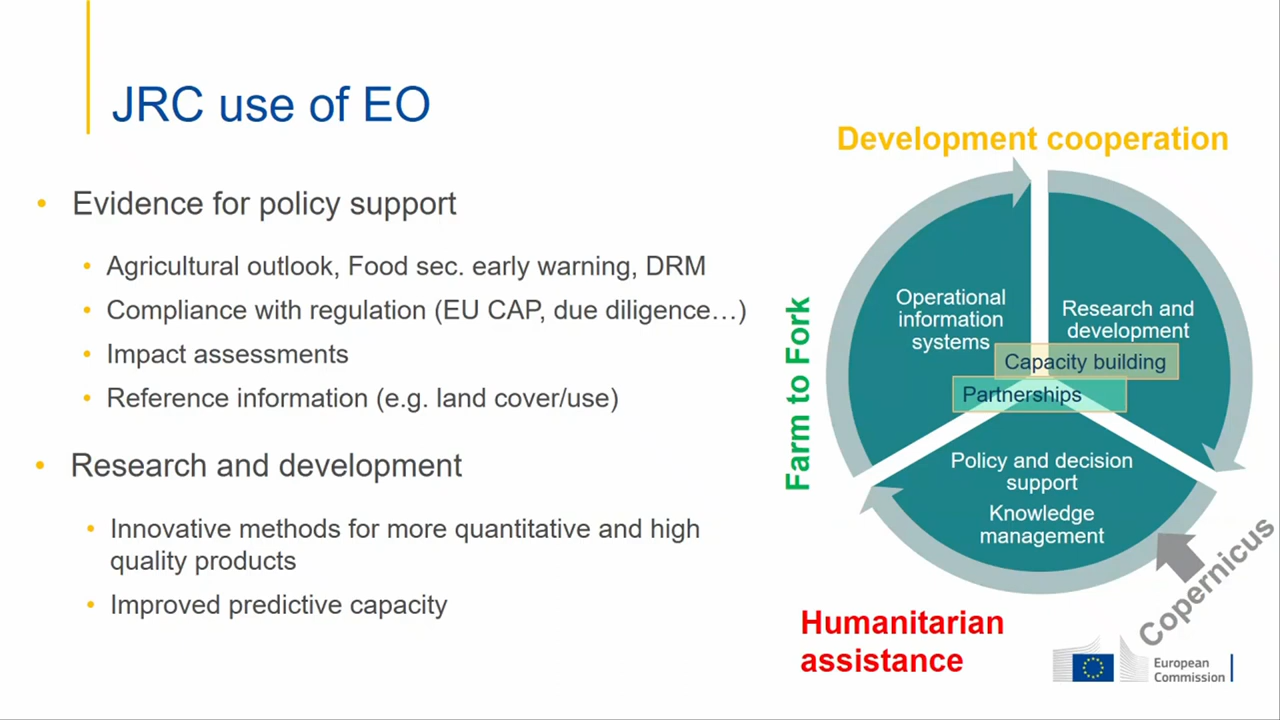 JRC use of EO
• Evidence for policy support
• Agricultural outlook, Food sec. early warning, DRM
• Compliance with regulation (EU CAP, due diligence…)
• Impact assessments
• Reference information (e.g. land cover/use)
• Research and development
• Innovative methods for more quantitative and high
quality products
• Improved predictive capacity
Development cooperation
Farm to Fork
Operational
information
systems
Research and
development
Capacity building
Partnerships
Policy and decision
support
Knowledge
management
Copernicus
Humanitarian
assistance
European
Commission